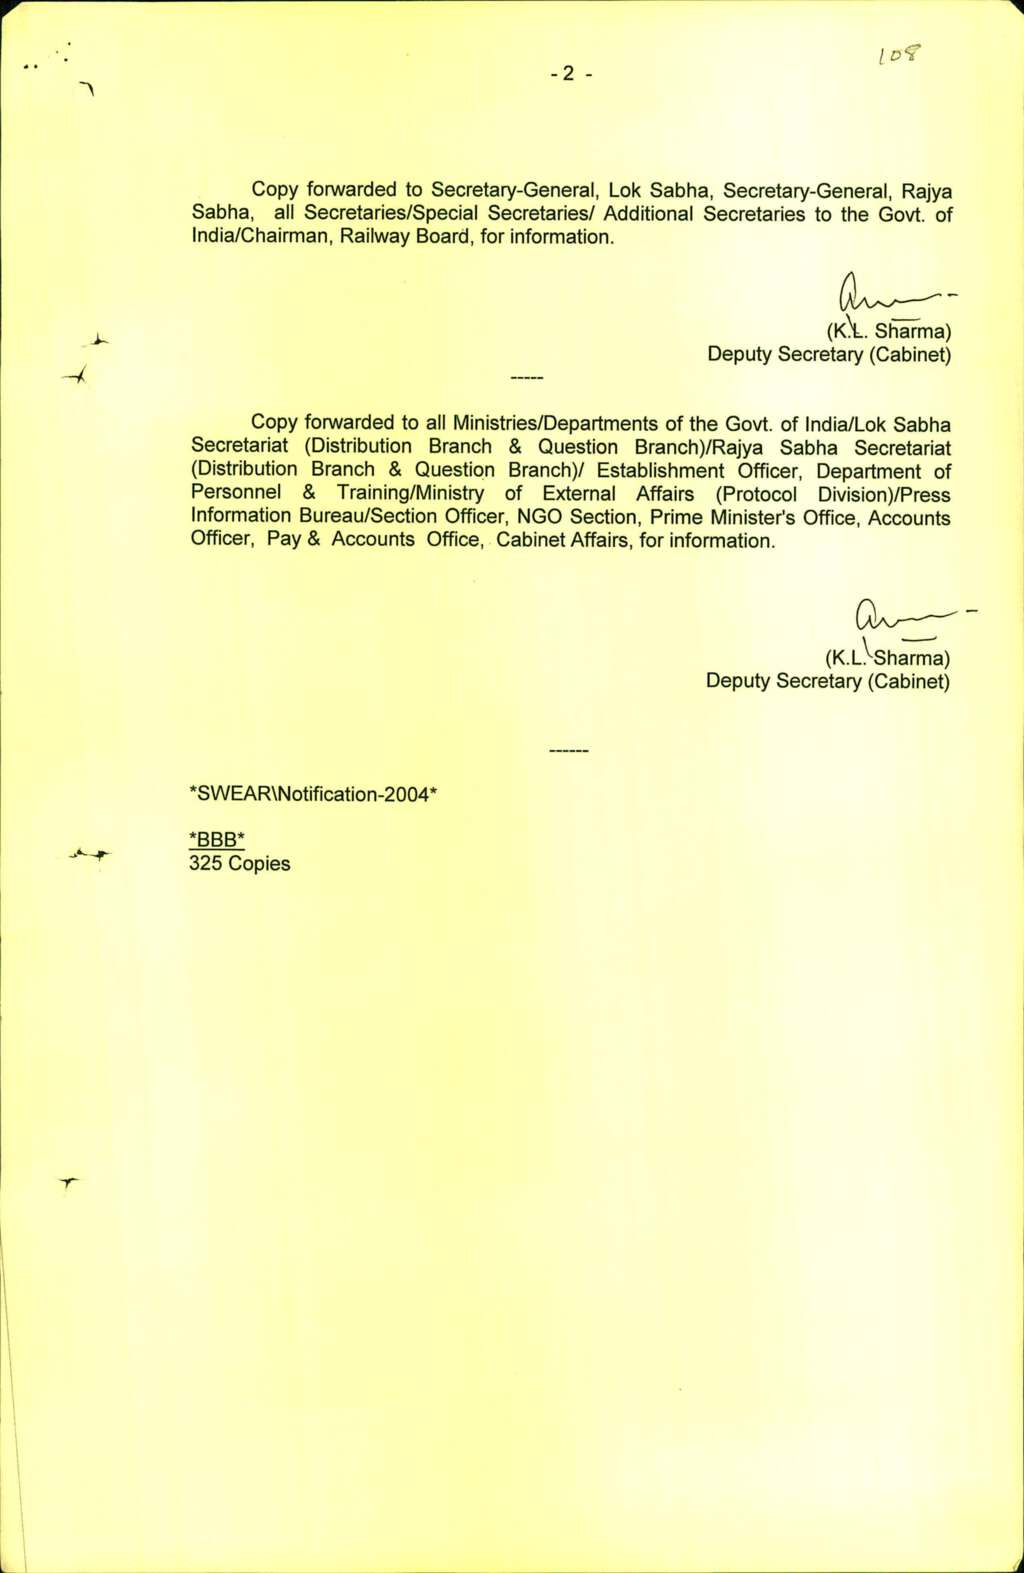 108
- 2 -
Copy forwarded to Secretary-General, Lok Sabha, Secretary-General, Rajya
Sabha, all Secretaries/Special Secretaries/ Additional Secretaries to the Govt. of
India/Chairman, Railway Board, for information.
(K.L. Sharma)
Deputy Secretary (Cabinet)
-----
Copy forwarded to all Ministries/Departments of the Govt. of India/Lok Sabha
Secretariat (Distribution Branch & Question Branch)/Rajya Sabha Secretariat
(Distribution Branch & Question Branch)/ Establishment Officer, Department of
Personnel & Training/Ministry of External Affairs (Protocol Division)/Press
Information Bureau/Section Officer, NGO Section, Prime Minister's Office, Accounts
Officer, Pay & Accounts Office, Cabinet Affairs, for information.
(K.L. Sharma)
Deputy Secretary (Cabinet)
------
*SWEAR\Notification-2004*
*BBB*
325 Copies